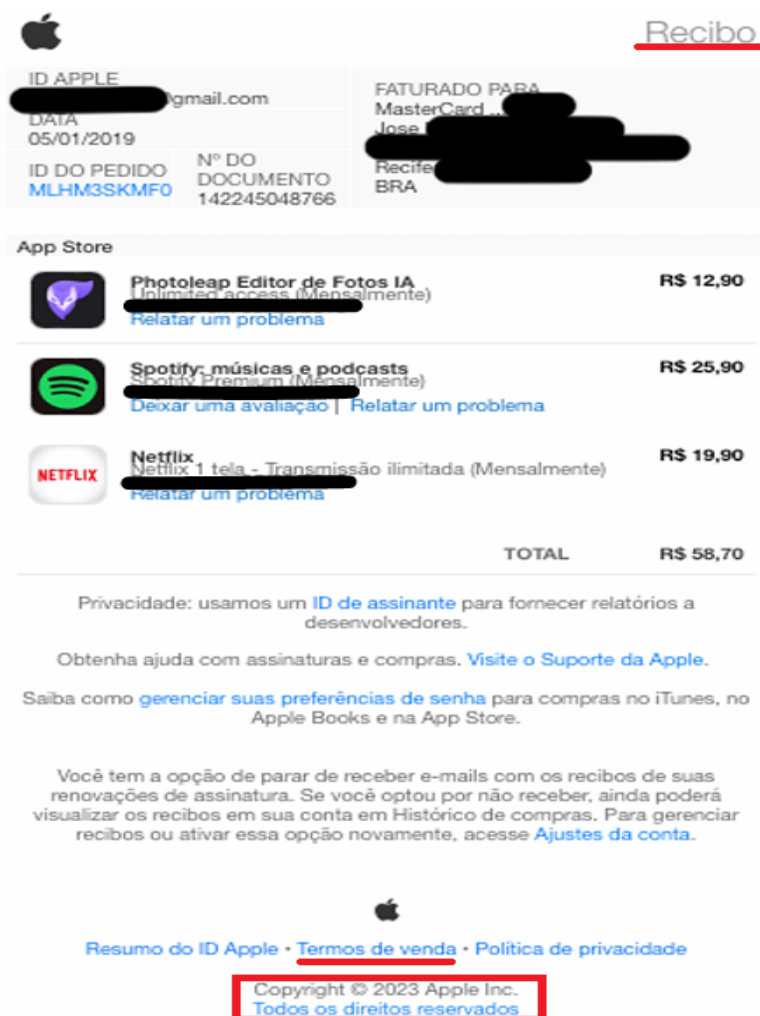 Recibo
ID APPLE
gmail.com
DATA
05/01/2019
ID DO PEDIDO
MLHM3SKMF0
Nº DO
DOCUMENTO
142245048766
FATURADO PARA
MasterCard ..
Jose
Recife
BRA
App Store
Photoleap Editor de Fotos IA
R$ 12,90
Unlimited access (Mensalmente)
Relatar um problema
Spotify: músicas e podcasts
R$ 25,90
Spotify Premium (Mensalmente)
Deixar uma avaliação | Relatar um problema
Netflix
R$ 19,90
Netflix 1 tela - Transmissão ilimitada (Mensalmente)
NETFLIX
Relatar um problema
TOTAL R$ 58,70
Privacidade: usamos um ID de assinante para fornecer relatórios a
desenvolvedores.
Obtenha ajuda com assinaturas e compras. Visite o Suporte da Apple.
Saiba como gerenciar suas preferências de senha para compras no iTunes, no
Apple Books e na App Store.
Você tem a opção de parar de receber e-mails com os recibos de suas
renovações de assinatura. Se você optou por não receber, ainda poderá
visualizar os recibos em sua conta em Histórico de compras. Para gerenciar
recibos ou ativar essa opção novamente, acesse Ajustes da conta.
Resumo do ID Apple • Termos de venda • Política de privacidade
Copyright © 2023 Apple Inc.
Todos os direitos reservados